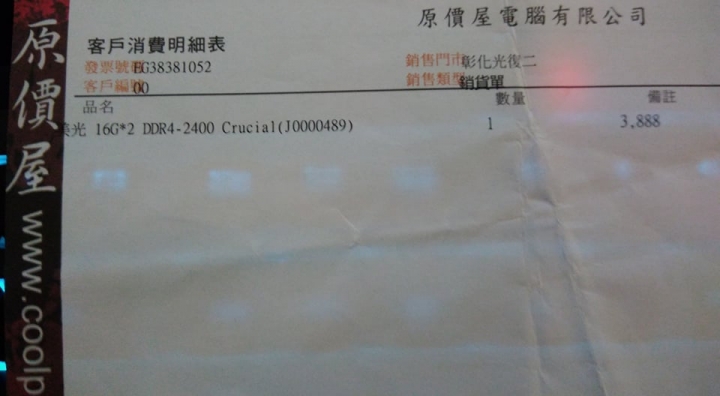 原價屋電腦有限公司
客戶消費明細表
發票號 EG38381052
銷售門市 彰化光復二
客戶編號 00
銷售類型 銷貨單
品名 數量 備註
光 16G*2 DDR4-2400 Crucial(J0000489) 1 3,888
原價屋 www.coolp